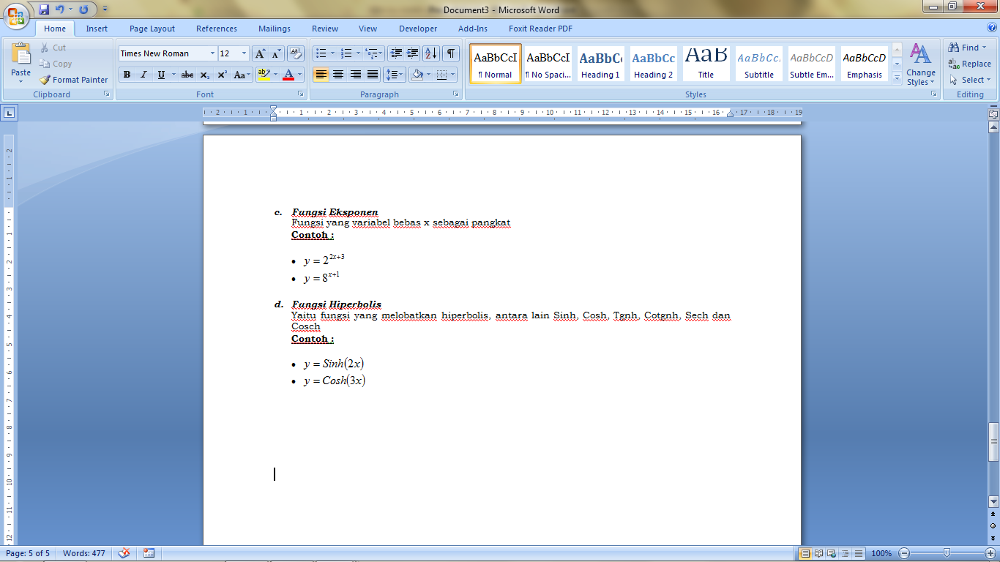 Document3 - Microsoft Word
Home Insert Page Layout References Mailings Review View Developer Add-Ins Foxit Reader PDF
Paste
Cut
Copy
Format Painter
Clipboard
Times New Roman 12
B I U abc x₂ x² Aa
Font
Paragraph
AaBbCcI AaBbCcI AaBbCc AaBbCc AaB AaBbCc. AaBbCcD AaBbCcD
¶ Normal ¶ No Spaci... Heading 1 Heading 2 Title Subtitle Subtle Em... Emphasis
Change
Styles
Styles
Find
Replace
Select
Editing
2 1 1 2 3 4 5 6 7 8 9 10 11 12 13 14 15 16 17 18 19
c. Fungsi Eksponen
Fungsi yang variabel bebas x sebagai pangkat
Contoh :
• y = 2^{2x+3}
• y = 8^{x+1}
d. Fungsi Hiperbolis
Yaitu fungsi yang melobatkan hiperbolis, antara lain Sinh, Cosh, Tgnh, Cotgnh, Sech dan
Cosch
Contoh :
• y = Sinh(2x)
• y = Cosh(3x)
Page: 5 of 5 Words: 477 100%